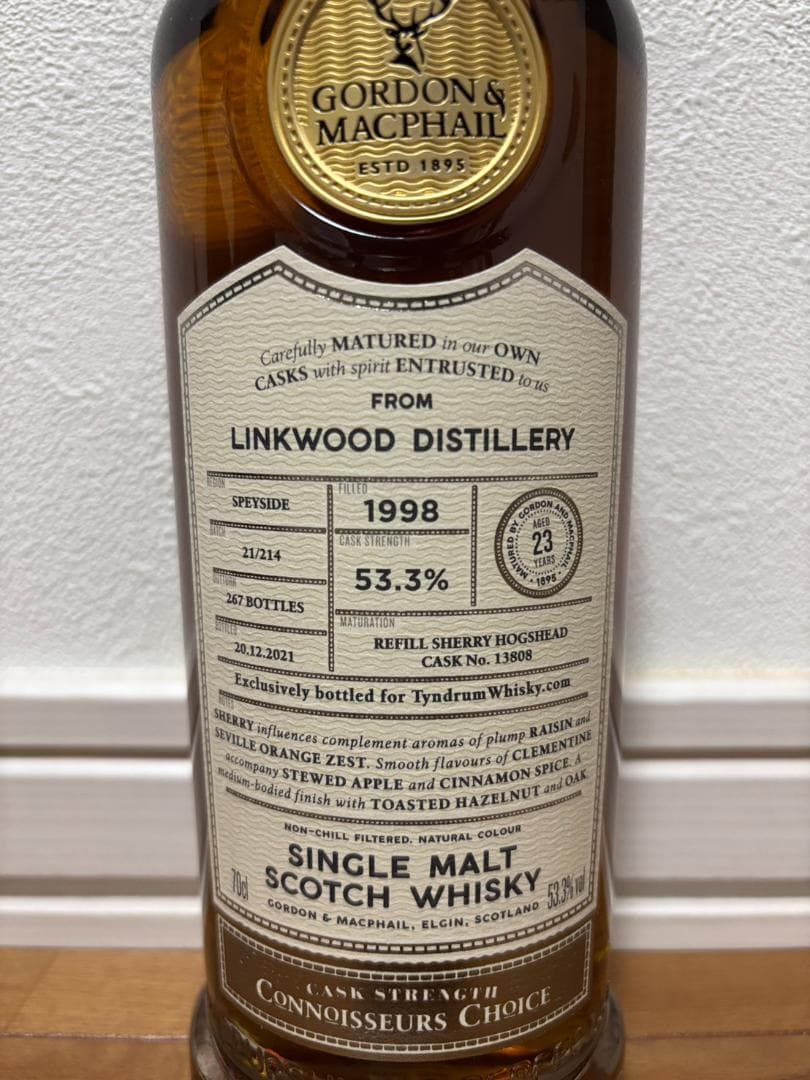 GORDON &
MACPHAIL
ESTD 1895
Carefully MATURED in our OWN
CASKS with spirit ENTRUSTED to us
FROM
LINKWOOD DISTILLERY
REGION
SPEYSIDE
BATCH
21/214
OUTTURN
267 BOTTLES
BOTTLED
20.12.2021
FILLED
1998
CASK STRENGTH
53.3%
MATURED BY GORDON AND MACPHAIL
AGED
23
YEARS
• 1895 •
MATURATION
REFILL SHERRY HOGSHEAD
CASK No. 13808
Exclusively bottled for TyndrumWhisky.com
NOTES
SHERRY influences complement aromas of plump RAISIN and
SEVILLE ORANGE ZEST. Smooth flavours of CLEMENTINE
accompany STEWED APPLE and CINNAMON SPICE. A
medium-bodied finish with TOASTED HAZELNUT and OAK
NON-CHILL FILTERED. NATURAL COLOUR
SINGLE MALT
70cl SCOTCH WHISKY 53.3% vol
GORDON & MACPHAIL, ELGIN, SCOTLAND
CASK STRENGTH
CONNOISSEURS CHOICE